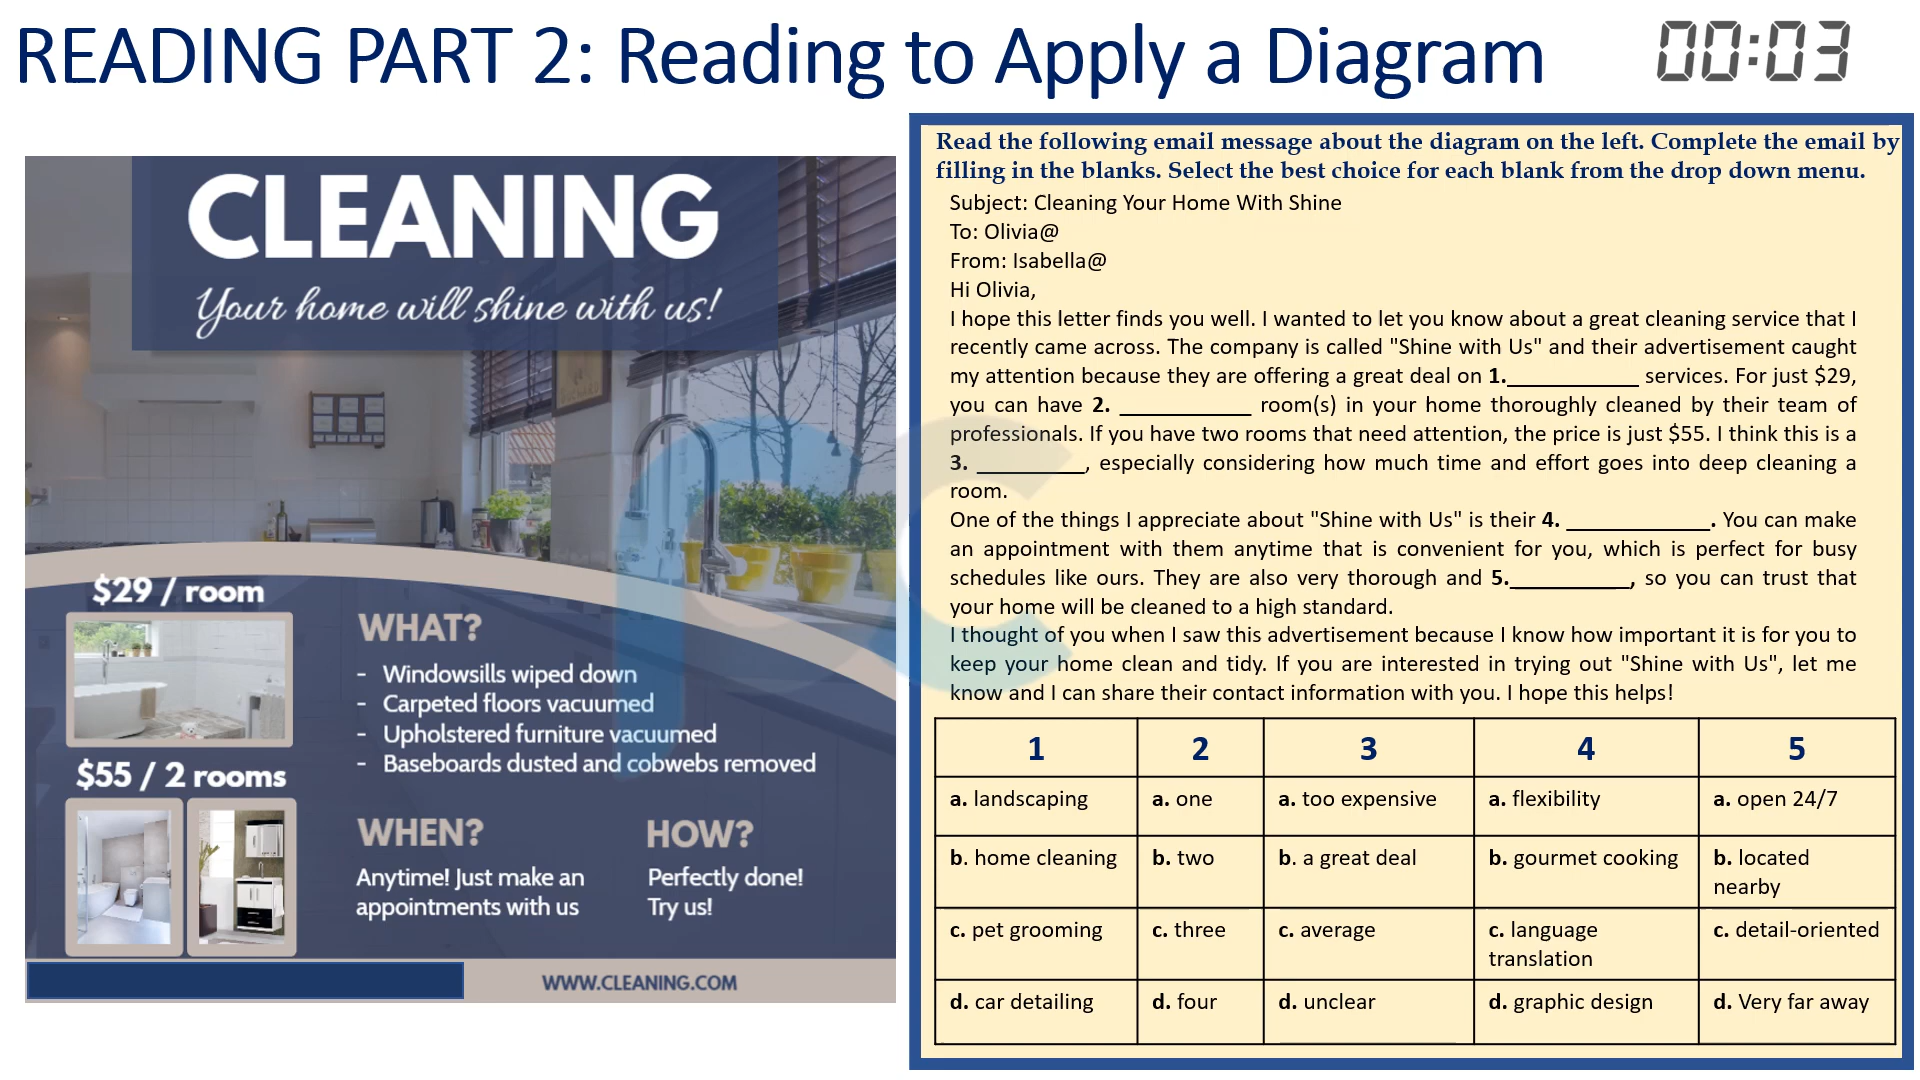 READING PART 2: Reading to Apply a Diagram
00:03
CLEANING
Your home will shine with us!
$29 / room
$55 / 2 rooms
WHAT?
- Windowsills wiped down
- Carpeted floors vacuumed
- Upholstered furniture vacuumed
- Baseboards dusted and cobwebs removed
WHEN?
Anytime! Just make an
appointments with us
HOW?
Perfectly done!
Try us!
WWW.CLEANING.COM
Read the following email message about the diagram on the left. Complete the email by
filling in the blanks. Select the best choice for each blank from the drop down menu.
Subject: Cleaning Your Home With Shine
To: Olivia@
From: Isabella@
Hi Olivia,
I hope this letter finds you well. I wanted to let you know about a great cleaning service that I
recently came across. The company is called "Shine with Us" and their advertisement caught
my attention because they are offering a great deal on 1.___________ services. For just $29,
you can have 2. ___________ room(s) in your home thoroughly cleaned by their team of
professionals. If you have two rooms that need attention, the price is just $55. I think this is a
3. _________, especially considering how much time and effort goes into deep cleaning a
room.
One of the things I appreciate about "Shine with Us" is their 4. ____________. You can make
an appointment with them anytime that is convenient for you, which is perfect for busy
schedules like ours. They are also very thorough and 5.__________, so you can trust that
your home will be cleaned to a high standard.
I thought of you when I saw this advertisement because I know how important it is for you to
keep your home clean and tidy. If you are interested in trying out "Shine with Us", let me
know and I can share their contact information with you. I hope this helps!
1 2 3 4 5
a. landscaping a. one a. too expensive a. flexibility a. open 24/7
b. home cleaning b. two b. a great deal b. gourmet cooking b. located
nearby
c. pet grooming c. three c. average c. language c. detail-oriented
translation
d. car detailing d. four d. unclear d. graphic design d. Very far away